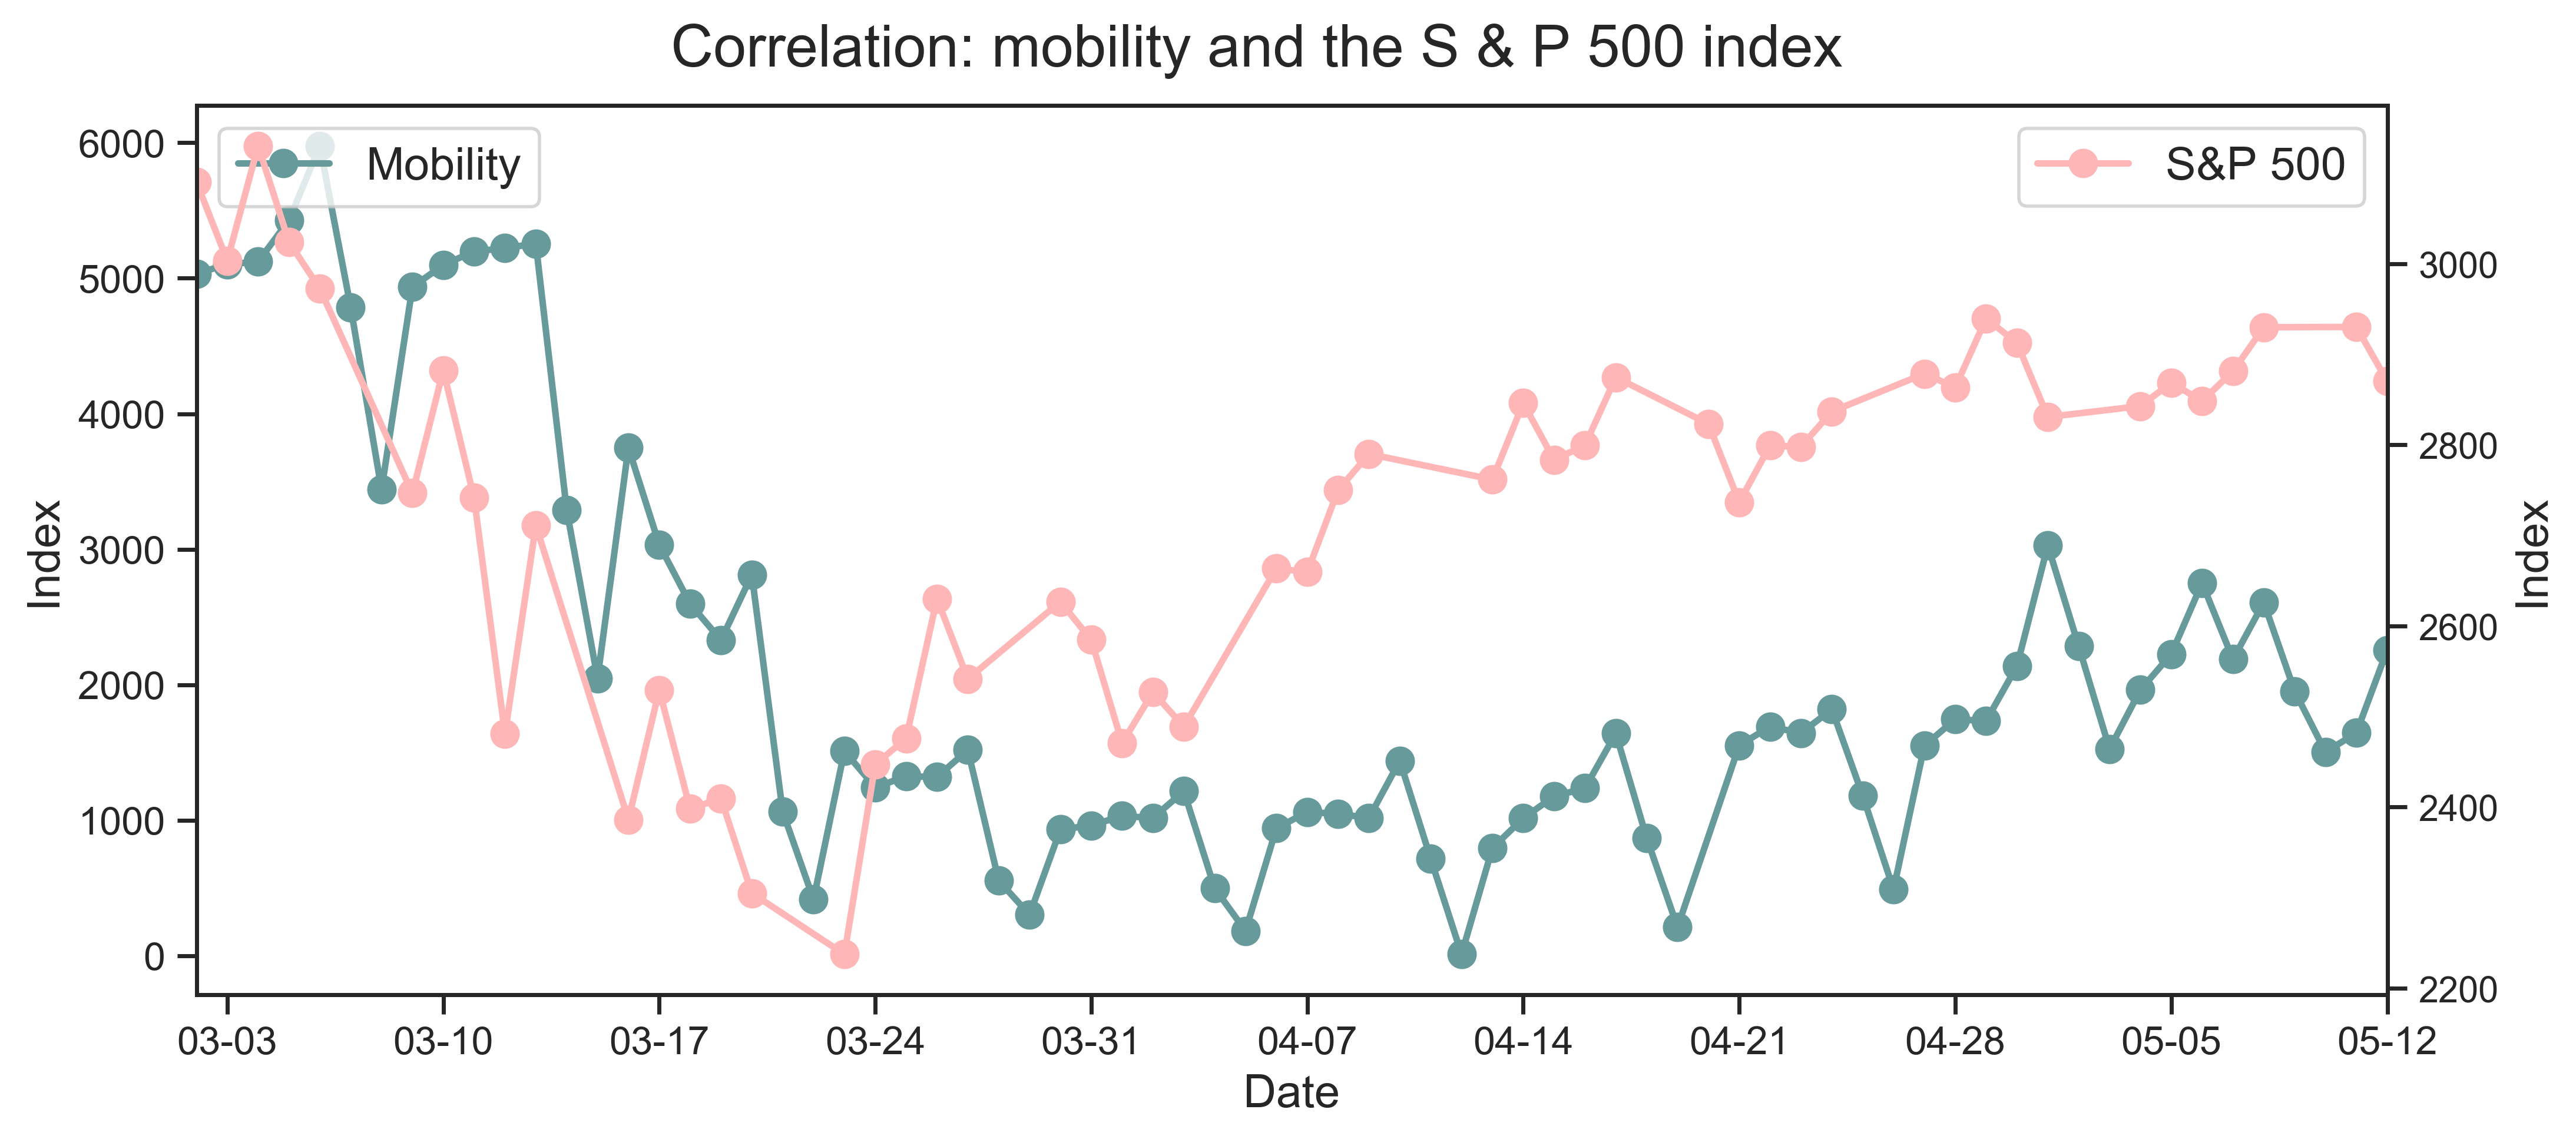 Correlation: mobility and the S & P 500 index
Mobility
S&P 500
6000
5000
4000
3000
2000
1000
0
Index
3000
2800
2600
2400
2200
Index
03-03 03-10 03-17 03-24 03-31 04-07 04-14 04-21 04-28 05-05 05-12
Date